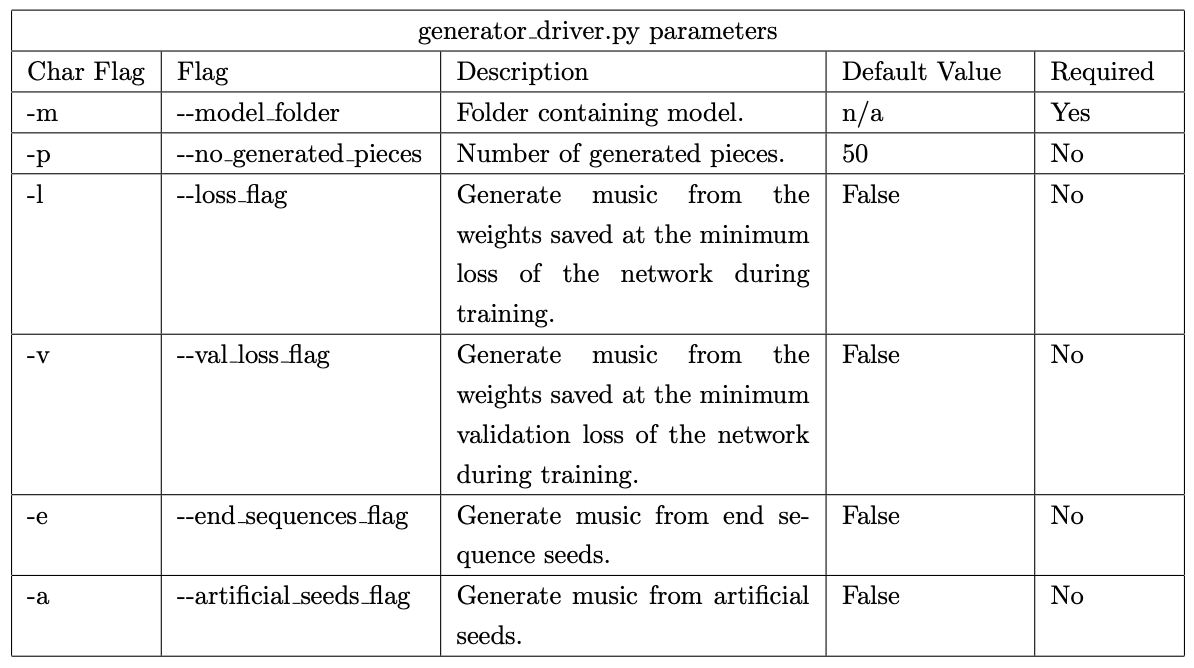 generator_driver.py parameters
Char Flag Flag Description Default Value Required
-m --model_folder Folder containing model. n/a Yes
-p --no_generated_pieces Number of generated pieces. 50 No
-l --loss_flag Generate music from the False No
weights saved at the minimum
loss of the network during
training.
-v --val_loss_flag Generate music from the False No
weights saved at the minimum
validation loss of the network
during training.
-e --end_sequences_flag Generate music from end se- False No
quence seeds.
-a --artificial_seeds_flag Generate music from artificial False No
seeds.